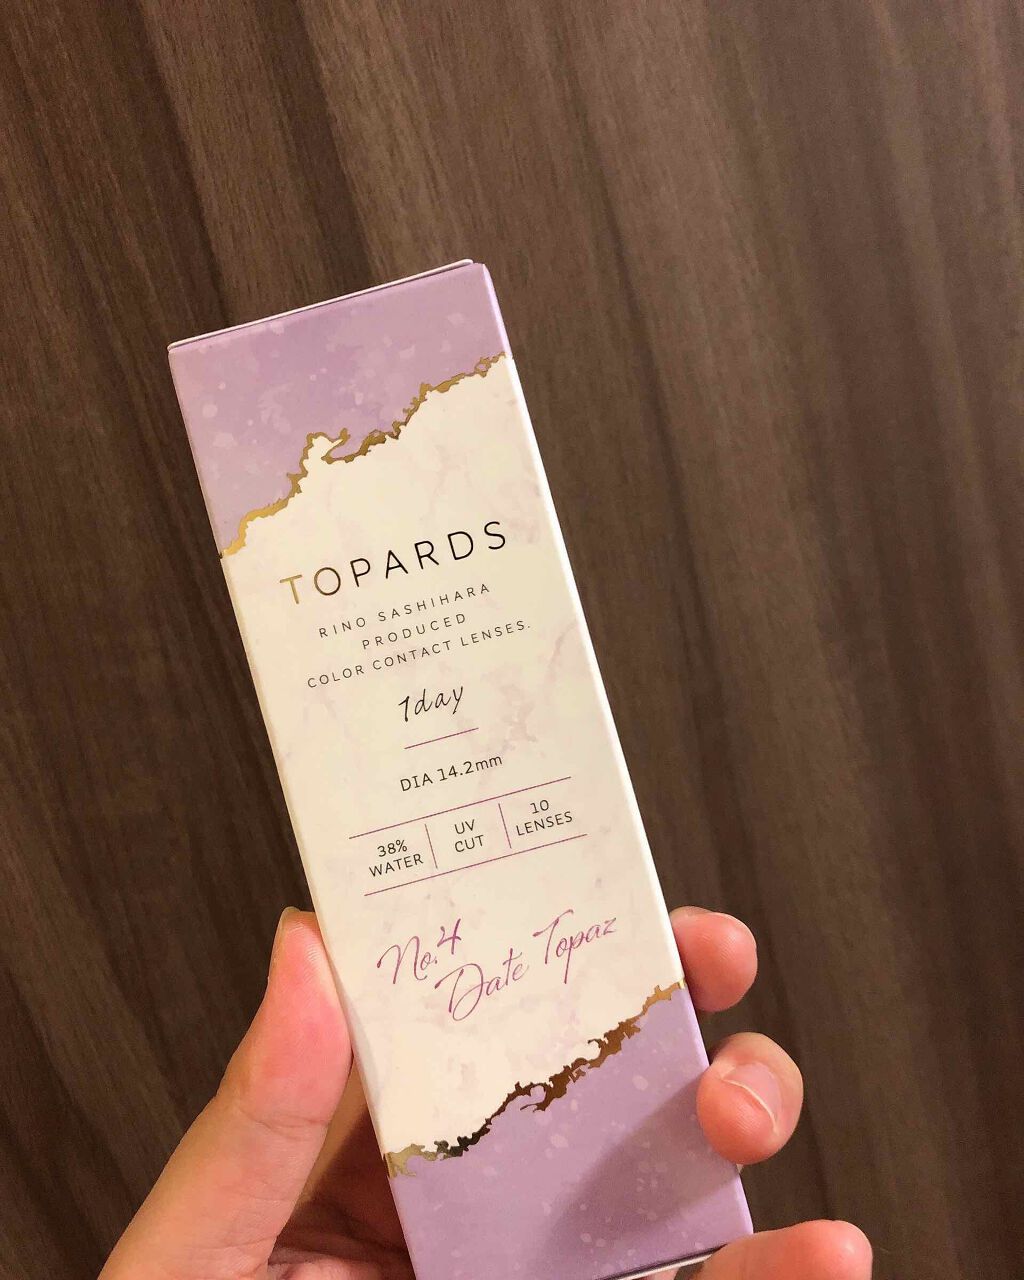 TOPARDS
RINO SASHIHARA
PRODUCED
COLOR CONTACT LENSES.
1day
DIA 14.2mm
38%
WATER
UV
CUT
10
LENSES
No.4
Date Topaz